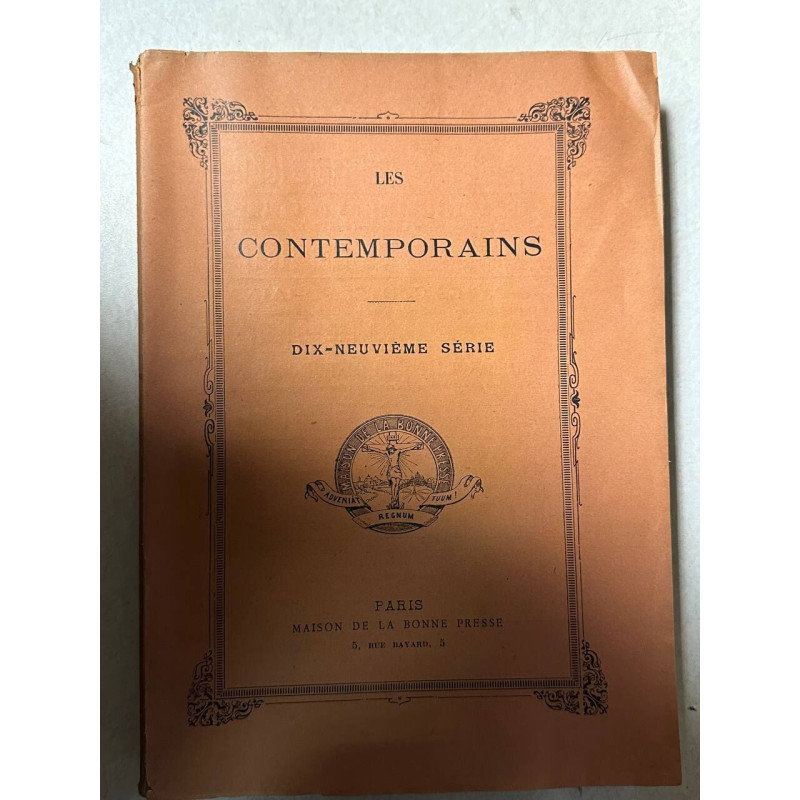 LES
CONTEMPORAINS
DIX-NEUVIÈME SÉRIE
MAISON DE LA BONNE PRESSE
ADVENIAT REGNUM TUUM!
PARIS
MAISON DE LA BONNE PRESSE
5, RUE BAYARD, 5